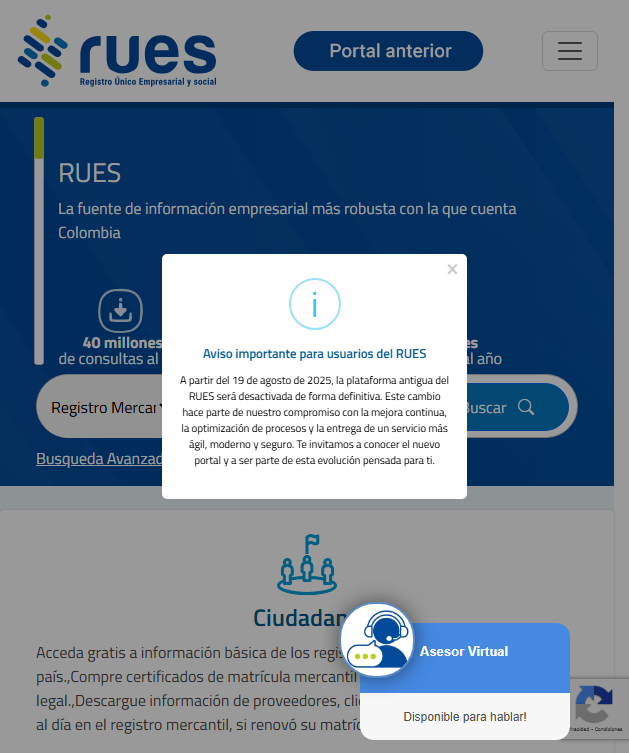 rues
Registro Único Empresarial y social
Portal anterior
RUES
La fuente de información empresarial más robusta con la que cuenta
Colombia
40 millones
de consultas al
al año
Registro Mercar
Buscar
Busqueda Avanzad
×
i
Aviso importante para usuarios del RUES
A partir del 19 de agosto de 2025, la plataforma antigua del
RUES será desactivada de forma definitiva. Este cambio
hace parte de nuestro compromiso con la mejora continua,
la optimización de procesos y la entrega de un servicio más
ágil, moderno y seguro. Te invitamos a conocer el nuevo
portal y a ser parte de esta evolución pensada para ti.
Ciudadan
Acceda gratis a información básica de los regis
país.,Compre certificados de matrícula mercantil
legal.,Descargue información de proveedores, clie
al día en el registro mercantil, si renovó su matríc
Asesor Virtual
Disponible para hablar!
Condiciones